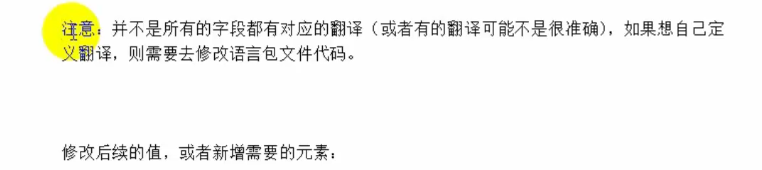 注意：并不是所有的字段都有对应的翻译（或者有的翻译可能不是很准确），如果想自己定
义翻译，则需要去修改语言包文件代码。
修改后续的值，或者新增需要的元素：